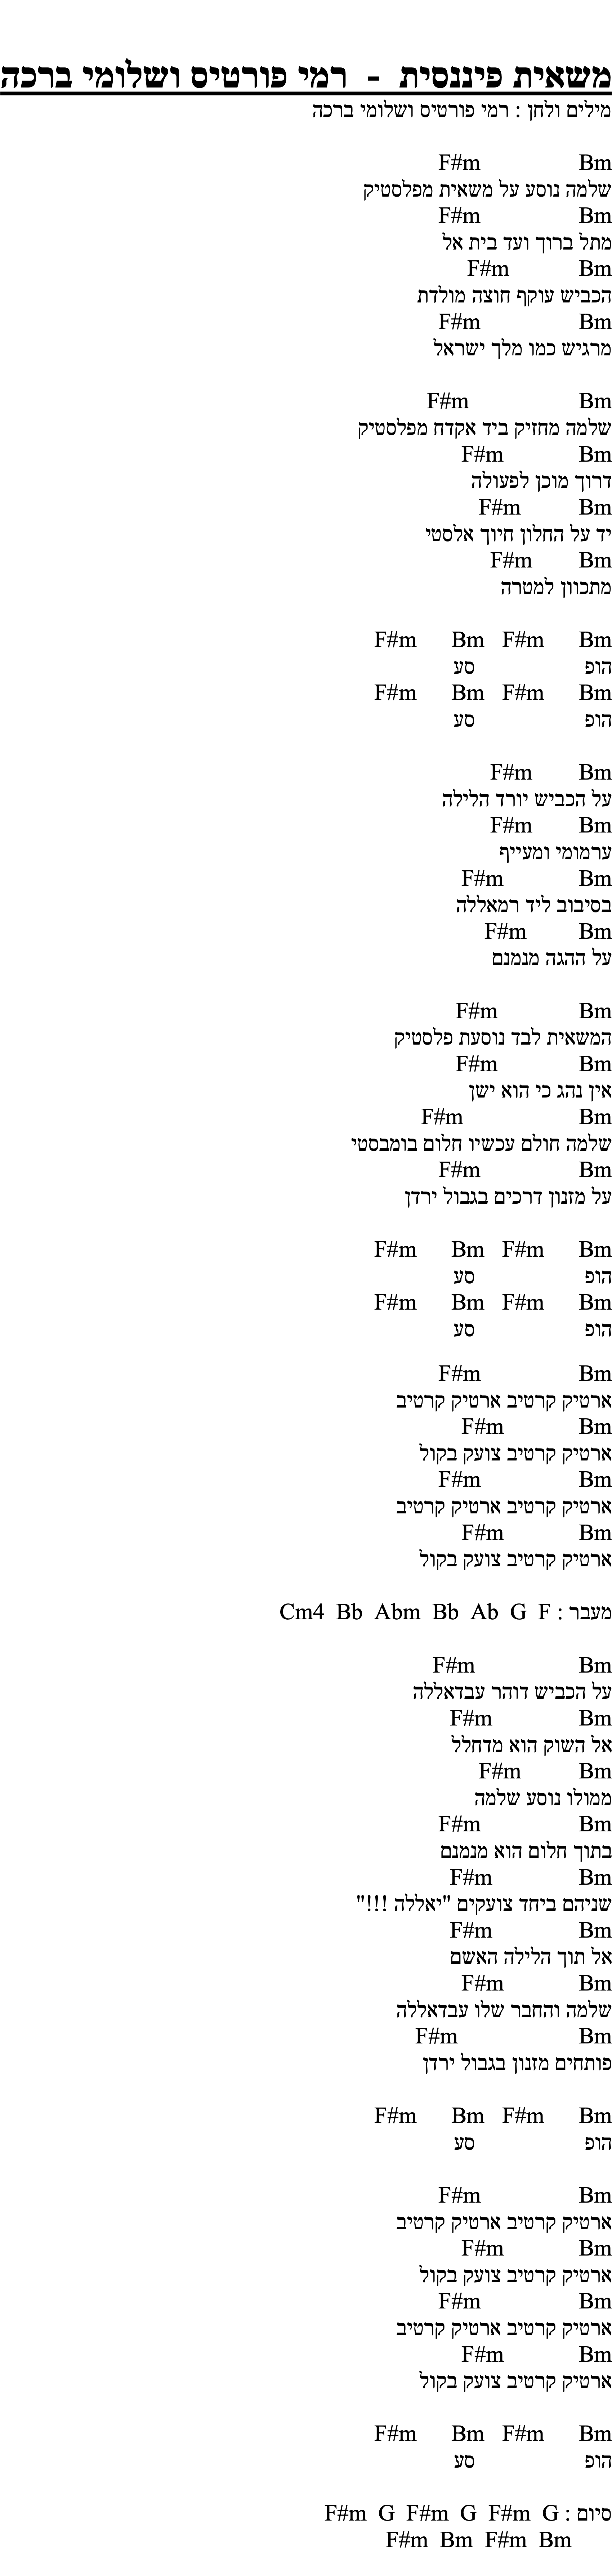 משאית פיננסית - רמי פורטיס ושלומי ברכה
מילים ולחן : רמי פורטיס ושלומי ברכה
Bm F#m
שלמה נוסע על משאית מפלסטיק
Bm F#m
מתל ברוך ועד בית אל
Bm F#m
הכביש עוקף חוצה מולדת
Bm F#m
מרגיש כמו מלך ישראל
Bm F#m
שלמה מחזיק ביד אקדח מפלסטיק
Bm F#m
דרוך מוכן לפעולה
Bm F#m
יד על החלון חיוך אלסטי
Bm F#m
מתכוון למטרה
Bm F#m Bm F#m
הופ סע
Bm F#m Bm F#m
הופ סע
Bm F#m
על הכביש יורד הלילה
Bm F#m
ערמומי ומעייף
Bm F#m
בסיבוב ליד רמאללה
Bm F#m
על ההגה מנמנם
Bm F#m
המשאית לבד נוסעת פלסטיק
Bm F#m
אין נהג כי הוא ישן
Bm F#m
שלמה חולם עכשיו חלום בומבסטי
Bm F#m
על מזנון דרכים בגבול ירדן
Bm F#m Bm F#m
הופ סע
Bm F#m Bm F#m
הופ סע
Bm F#m
ארטיק קרטיב ארטיק קרטיב
Bm F#m
ארטיק קרטיב צועק בקול
Bm F#m
ארטיק קרטיב ארטיק קרטיב
Bm F#m
ארטיק קרטיב צועק בקול
מעבר : Cm4 Bb Abm Bb Ab G F
Bm F#m
על הכביש דוהר עבדאללה
Bm F#m
אל השוק הוא מדחלל
Bm F#m
ממולו נוסע שלמה
Bm F#m
בתוך חלום הוא מנמנם
Bm F#m
שניהם ביחד צועקים "יאללה !!!"
Bm F#m
אל תוך הלילה האשם
Bm F#m
שלמה והחבר שלו עבדאללה
Bm F#m
פותחים מזנון בגבול ירדן
Bm F#m Bm F#m
הופ סע
Bm F#m
ארטיק קרטיב ארטיק קרטיב
Bm F#m
ארטיק קרטיב צועק בקול
Bm F#m
ארטיק קרטיב ארטיק קרטיב
Bm F#m
ארטיק קרטיב צועק בקול
Bm F#m Bm F#m
הופ סע
סיום : F#m G F#m G F#m G
F#m Bm F#m Bm